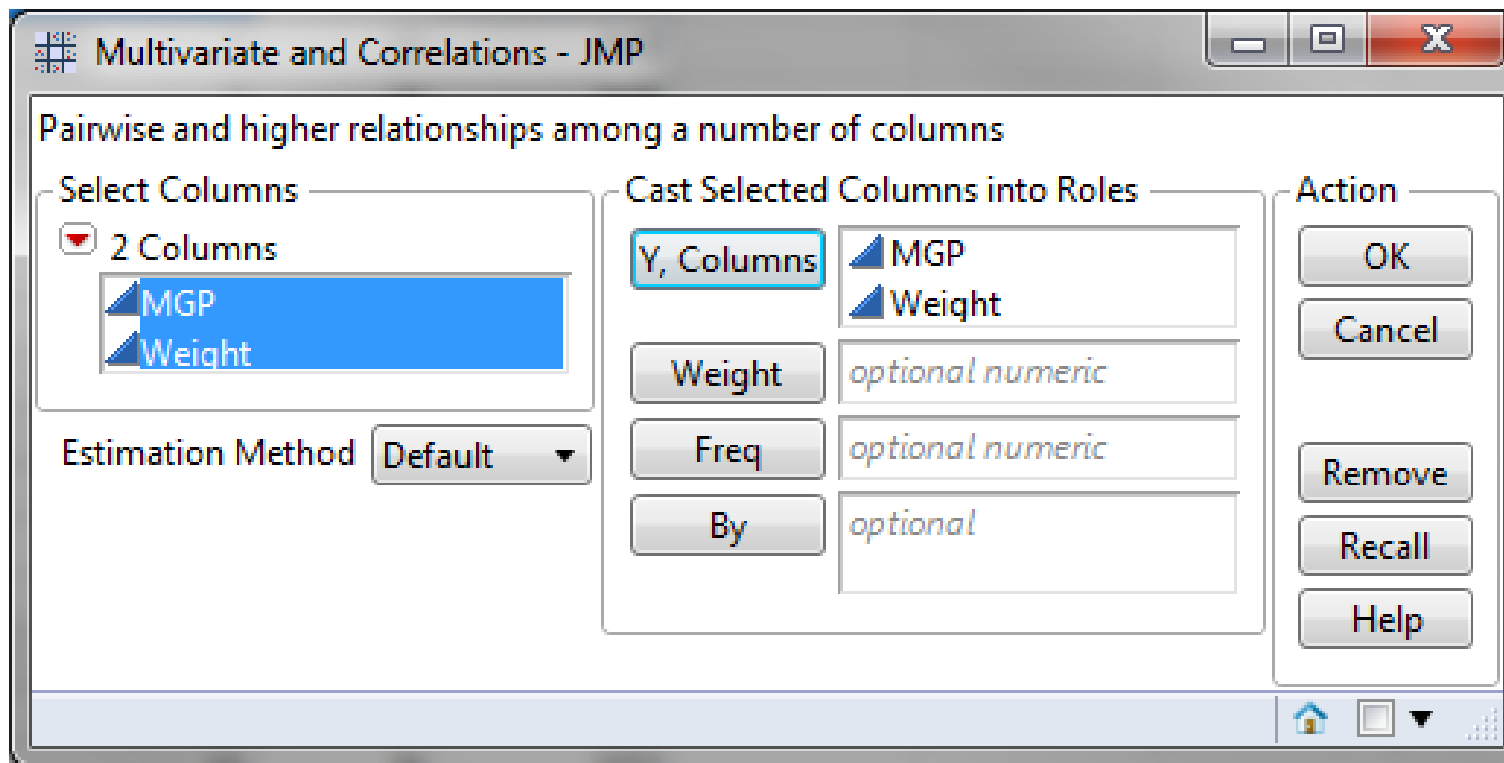 Multivariate and Correlations - JMP
Pairwise and higher relationships among a number of columns
Select Columns
2 Columns
MGP
Weight
Estimation Method Default
Cast Selected Columns into Roles
Y, Columns
MGP
Weight
Weight optional numeric
Freq optional numeric
By optional
Action
OK
Cancel
Remove
Recall
Help